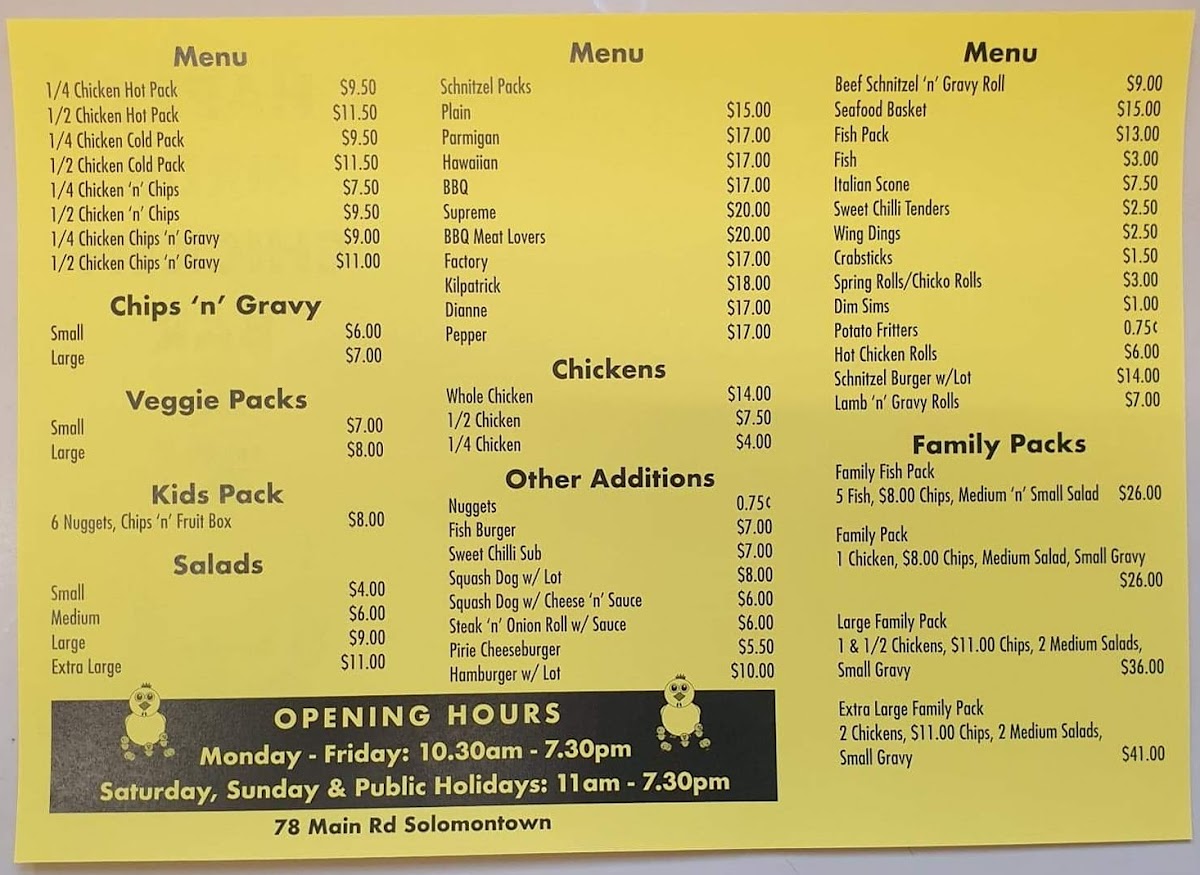 Menu
1/4 Chicken Hot Pack $9.50
1/2 Chicken Hot Pack $11.50
1/4 Chicken Cold Pack $9.50
1/2 Chicken Cold Pack $11.50
1/4 Chicken ‘n’ Chips $7.50
1/2 Chicken ‘n’ Chips $9.50
1/4 Chicken Chips ‘n’ Gravy $9.00
1/2 Chicken Chips ‘n’ Gravy $11.00
Chips ‘n’ Gravy
Small $6.00
Large $7.00
Veggie Packs
Small $7.00
Large $8.00
Kids Pack
6 Nuggets, Chips ‘n’ Fruit Box $8.00
Salads
Small $4.00
Medium $6.00
Large $9.00
Extra Large $11.00
Menu
Schnitzel Packs
Plain $15.00
Parmigan $17.00
Hawaiian $17.00
BBQ $17.00
Supreme $20.00
BBQ Meat Lovers $20.00
Factory $17.00
Kilpatrick $18.00
Dianne $17.00
Pepper $17.00
Chickens
Whole Chicken $14.00
1/2 Chicken $7.50
1/4 Chicken $4.00
Other Additions
Nuggets 0.75¢
Fish Burger $7.00
Sweet Chilli Sub $7.00
Squash Dog w/ Lot $8.00
Squash Dog w/ Cheese ‘n’ Sauce $6.00
Steak ‘n’ Onion Roll w/ Sauce $6.00
Pirie Cheeseburger $5.50
Hamburger w/ Lot $10.00
OPENING HOURS
Monday - Friday: 10.30am - 7.30pm
Saturday, Sunday & Public Holidays: 11am - 7.30pm
78 Main Rd Solomontown
Menu
Beef Schnitzel ‘n’ Gravy Roll $9.00
Seafood Basket $15.00
Fish Pack $13.00
Fish $3.00
Italian Scone $7.50
Sweet Chilli Tenders $2.50
Wing Dings $2.50
Crabsticks $1.50
Spring Rolls/Chicko Rolls $3.00
Dim Sims $1.00
Potato Fritters 0.75¢
Hot Chicken Rolls $6.00
Schnitzel Burger w/Lot $14.00
Lamb ‘n’ Gravy Rolls $7.00
Family Packs
Family Fish Pack
5 Fish, $8.00 Chips, Medium ‘n’ Small Salad $26.00
Family Pack
1 Chicken, $8.00 Chips, Medium Salad, Small Gravy
$26.00
Large Family Pack
1 & 1/2 Chickens, $11.00 Chips, 2 Medium Salads,
Small Gravy $36.00
Extra Large Family Pack
2 Chickens, $11.00 Chips, 2 Medium Salads,
Small Gravy $41.00